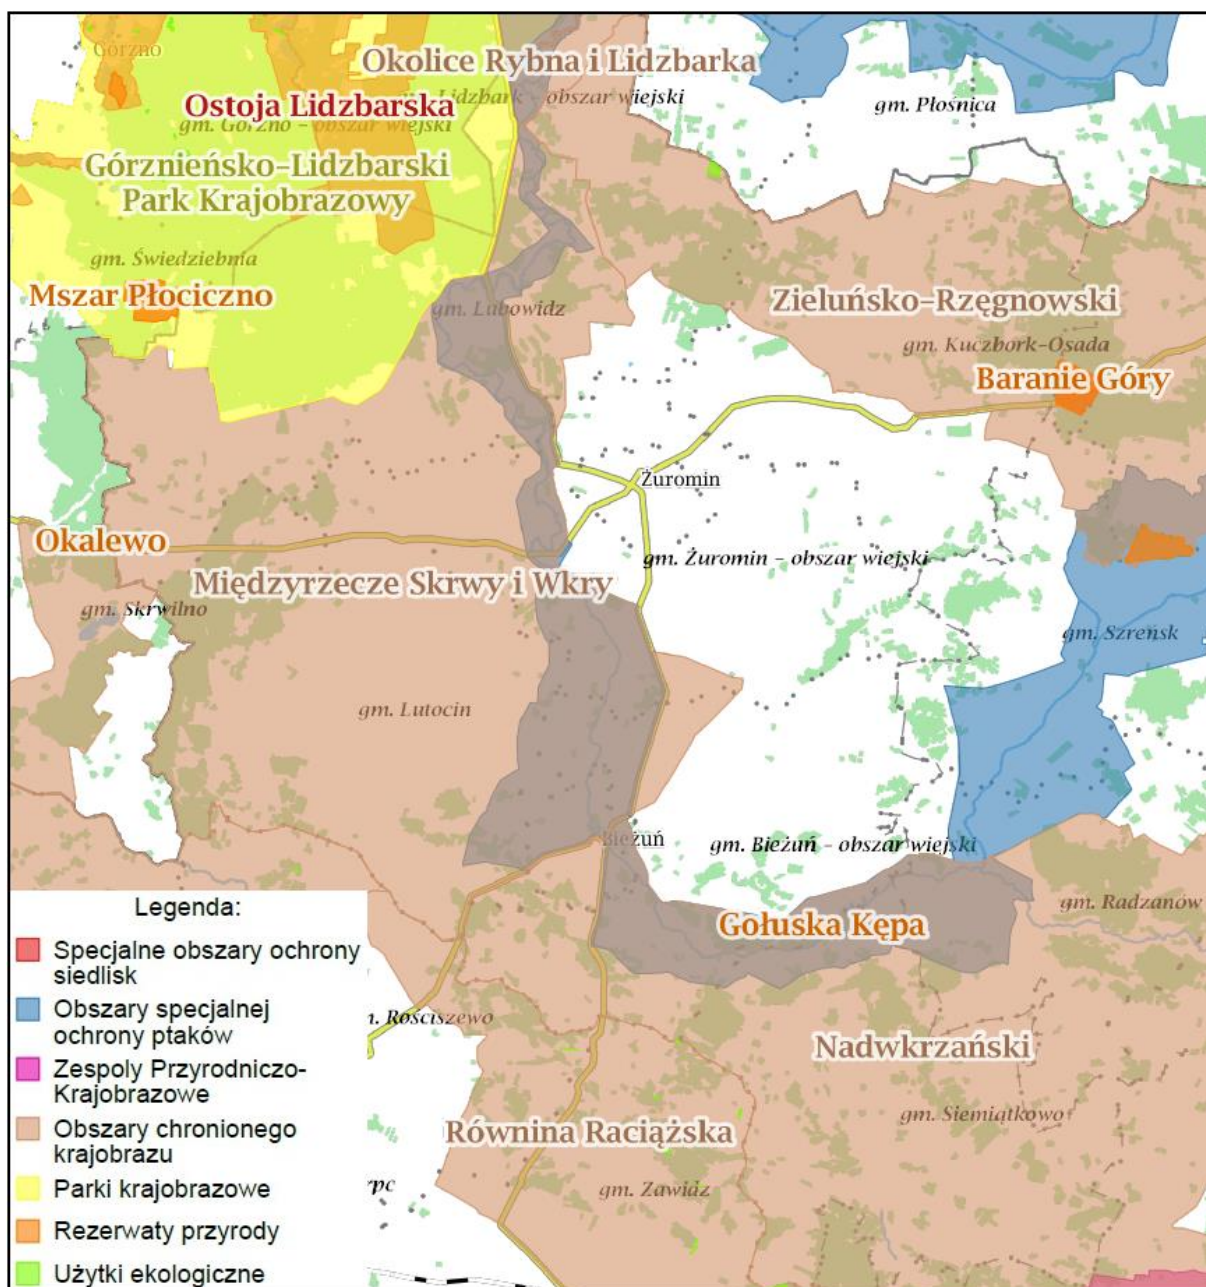 Górzno
Okolice Rybna i Lidzbarka
Lidzbark - obszar wiejski
gm. Płośnica
Ostoja Lidzbarska
gm. Górzno - obszar wiejski
Górznieńsko-Lidzbarski
Park Krajobrazowy
gm. Świedziebnia
Mszar Płociczno
gm. Lubowidz
Zieluńsko-Rzęgnowski
gm. Kuczbork-Osada
Baranie Góry
Żuromin
Okalewo
gm. Żuromin - obszar wiejski
Międzyrzecze Skrwy i Wkry
gm. Skrwilno
gm. Szreńsk
gm. Lutocin
Bieżuń
gm. Bieżuń - obszar wiejski
gm. Radzanów
Gołuska Kępa
Legenda:
Specjalne obszary ochrony
siedlisk
Obszary specjalnej
ochrony ptaków
Zespoly Przyrodniczo-
Krajobrazowe
Obszary chronionego
krajobrazu
Parki krajobrazowe
Rezerwaty przyrody
Użytki ekologiczne
n. Rościszewo
Nadwkrzański
gm. Siemiątkowo
Równina Raciążska
rpc
gm. Zawidz